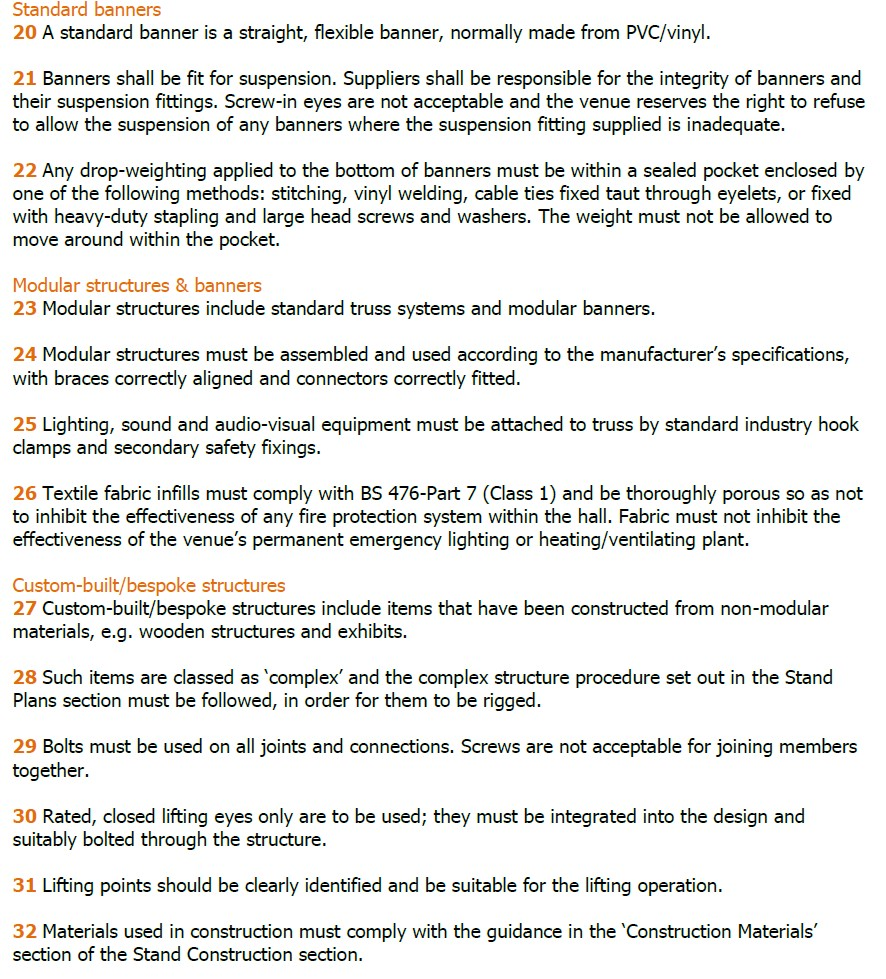 Standard banners
20 A standard banner is a straight, flexible banner, normally made from PVC/vinyl.
21 Banners shall be fit for suspension. Suppliers shall be responsible for the integrity of banners and
their suspension fittings. Screw-in eyes are not acceptable and the venue reserves the right to refuse
to allow the suspension of any banners where the suspension fitting supplied is inadequate.
22 Any drop-weighting applied to the bottom of banners must be within a sealed pocket enclosed by
one of the following methods: stitching, vinyl welding, cable ties fixed taut through eyelets, or fixed
with heavy-duty stapling and large head screws and washers. The weight must not be allowed to
move around within the pocket.
Modular structures & banners
23 Modular structures include standard truss systems and modular banners.
24 Modular structures must be assembled and used according to the manufacturer’s specifications,
with braces correctly aligned and connectors correctly fitted.
25 Lighting, sound and audio-visual equipment must be attached to truss by standard industry hook
clamps and secondary safety fixings.
26 Textile fabric infills must comply with BS 476-Part 7 (Class 1) and be thoroughly porous so as not
to inhibit the effectiveness of any fire protection system within the hall. Fabric must not inhibit the
effectiveness of the venue’s permanent emergency lighting or heating/ventilating plant.
Custom-built/bespoke structures
27 Custom-built/bespoke structures include items that have been constructed from non-modular
materials, e.g. wooden structures and exhibits.
28 Such items are classed as ‘complex’ and the complex structure procedure set out in the Stand
Plans section must be followed, in order for them to be rigged.
29 Bolts must be used on all joints and connections. Screws are not acceptable for joining members
together.
30 Rated, closed lifting eyes only are to be used; they must be integrated into the design and
suitably bolted through the structure.
31 Lifting points should be clearly identified and be suitable for the lifting operation.
32 Materials used in construction must comply with the guidance in the ‘Construction Materials’
section of the Stand Construction section.